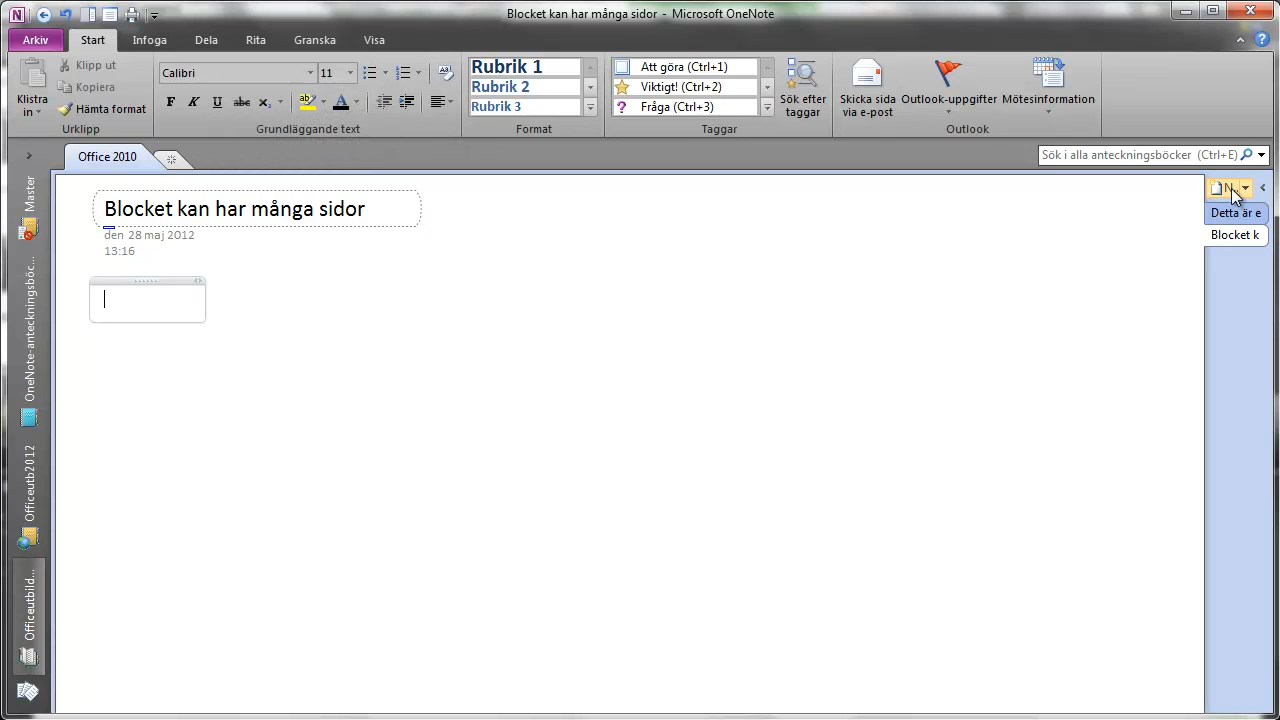 Blocket kan har många sidor - Microsoft OneNote
Arkiv Start Infoga Dela Rita Granska Visa
Klistra in
Klipp ut
Kopiera
Hämta format
Urklipp
Calibri 11
F K U abc x₂ A
Grundläggande text
Rubrik 1
Rubrik 2
Rubrik 3
Format
Att göra (Ctrl+1)
Viktigt! (Ctrl+2)
Fråga (Ctrl+3)
Taggar
Sök efter taggar
Skicka sida via e-post
Outlook-uppgifter
Mötesinformation
Outlook
Office 2010
Sök i alla anteckningsböcker (Ctrl+E)
Master
OneNote-anteckningsböc...
Officeutb2012
Officeutbild...
N
Detta är e
Blocket k
Blocket kan har många sidor
den 28 maj 2012
13:16